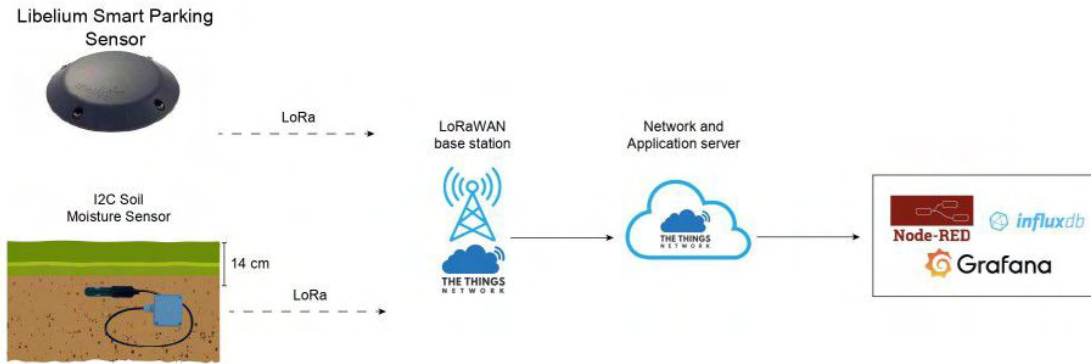 Libelium Smart Parking
Sensor
LoRa
LoRaWAN
base station
Network and
Application server
I2C Soil
Moisture Sensor
14 cm
LoRa
THE THINGS
NETWORK
THE THINGS
NETWORK
Node-RED
influxdb
Grafana